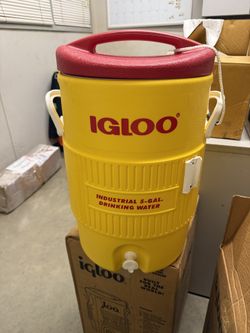 IGLOO®
INDUSTRIAL 5-GAL.
DRINKING WATER
igloo